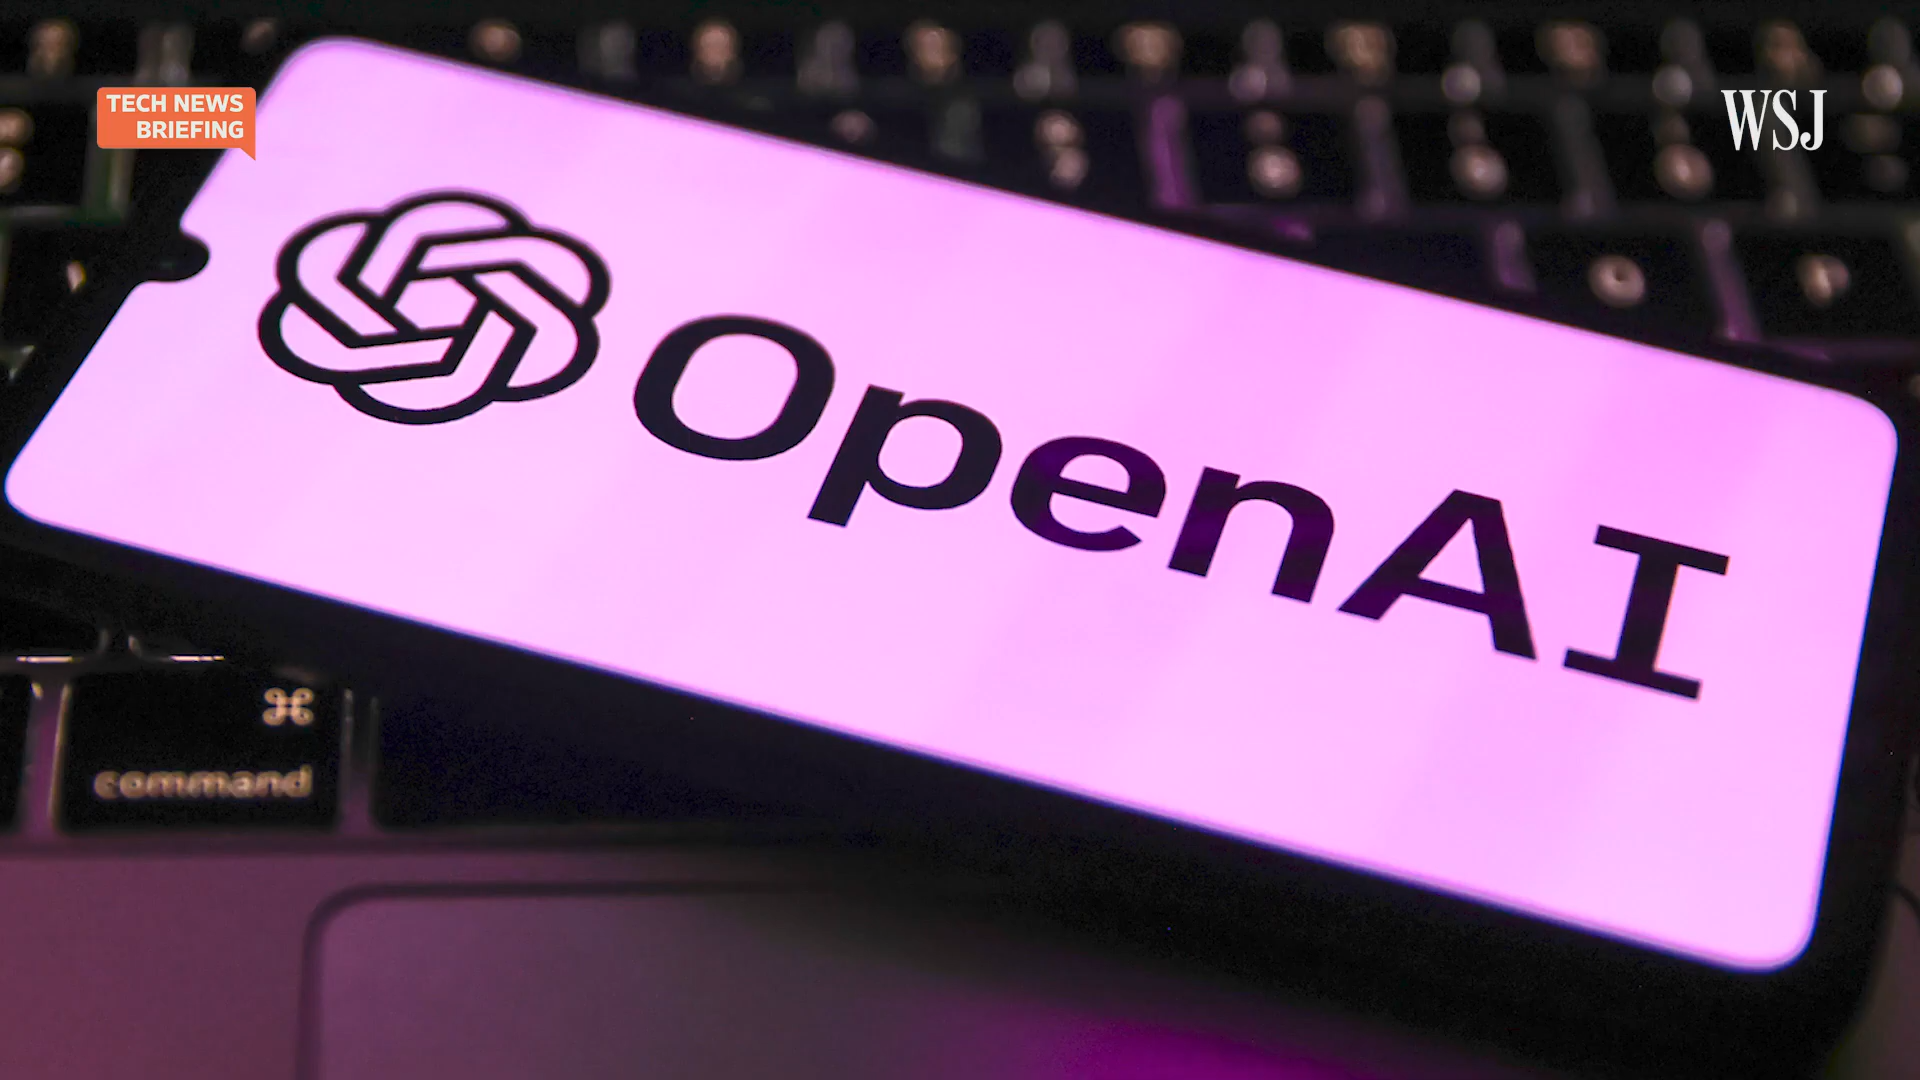 TECH NEWS
BRIEFING
WSJ
OpenAI
⌘
command